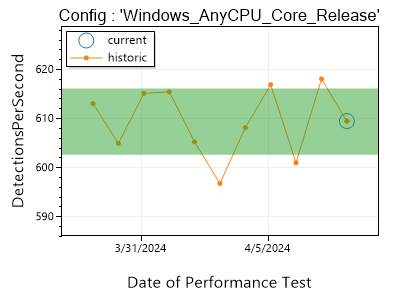 Config : 'Windows_AnyCPU_Core_Release'
current
historic
DetectionsPerSecond
620
610
600
590
3/31/2024
4/5/2024
Date of Performance Test